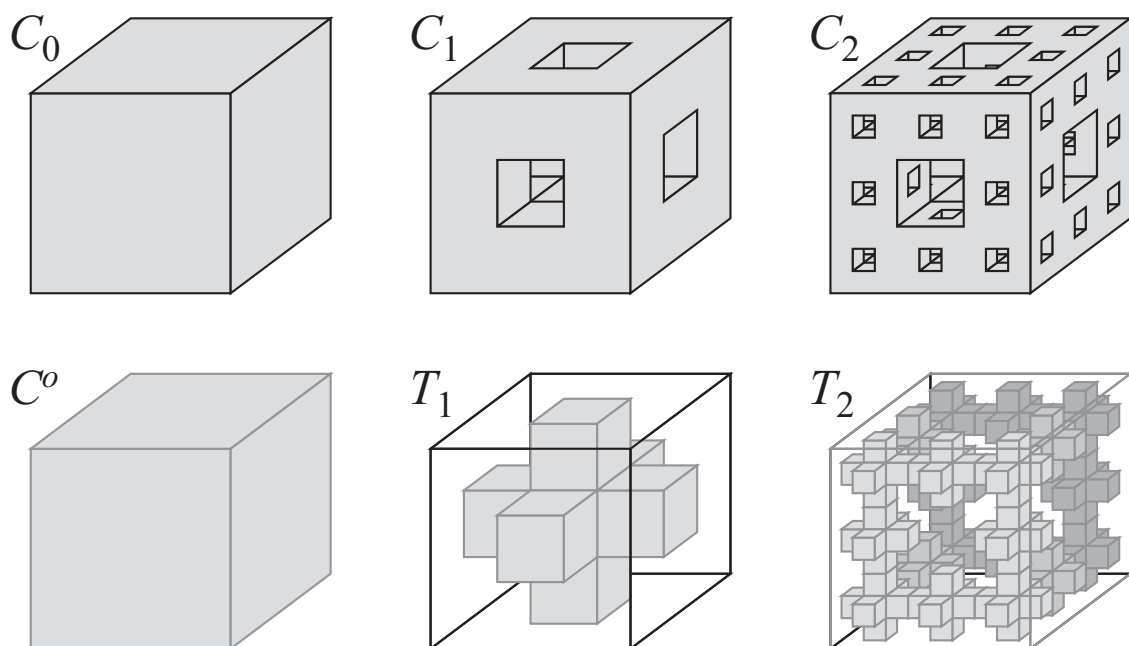 C₀ C₁ C₂
Cᵒ T₁ T₂